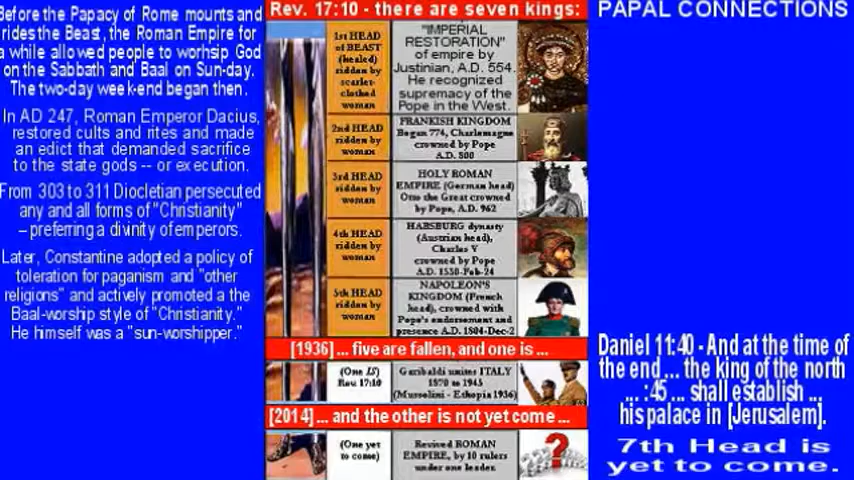 Before the Papacy of Rome mounts and
rides the Beast, the Roman Empire for
a while allowed people to worhsip God
on the Sabbath and Baal on Sun-day.
The two-day week-end began then.
In AD 247, Roman Emperor Dacius,
restored cults and rites and made
an edict that demanded sacrifice
to the state gods -- or execution.
From 303 to 311 Diocletian persecuted
any and all forms of "Christianity"
– preferring a divinity of emperors.
Later, Constantine adopted a policy of
toleration for paganism and "other
religions" and actively promoted a the
Baal-worship style of "Christianity."
He himself was a "sun-worshipper."
Rev. 17:10 - there are seven kings:
1st HEAD
of BEAST
(healed)
ridden by
scarlet-
clothed
woman
"IMPERIAL
RESTORATION"
of empire by
Justinian, A.D. 554.
He recognized
supremacy of the
Pope in the West.
2nd HEAD
ridden by
woman
FRANKISH KINGDOM
Began 774, Charlemagne
crowned by Pope
A.D. 800
3rd HEAD
ridden by
woman
HOLY ROMAN
EMPIRE (German head)
Otto the Great crowned
by Pope, A.D. 962
4th HEAD
ridden by
woman
HABSBURG dynasty
(Austrian head),
Charles V
crowned by Pope
A.D. 1530-Feb-24
5th HEAD
ridden by
woman
NAPOLEON'S
KINGDOM (French
head), crowned with
Pope's endorsement and
presence A.D. 1804-Dec-2
[1936] ... five are fallen, and one is ...
(One IS)
Rev 17:10
Garibaldi unites ITALY
1870 to 1945
(Mussolini - Ethopia 1936)
[2014] ... and the other is not yet come ...
(One yet
to come)
Revived ROMAN
EMPIRE, by 10 rulers
under one leader.
?
PAPAL CONNECTIONS
Daniel 11:40 - And at the time of
the end ... the king of the north
... :45 ... shall establish ...
his palace in [Jerusalem].
7th Head is
yet to come.